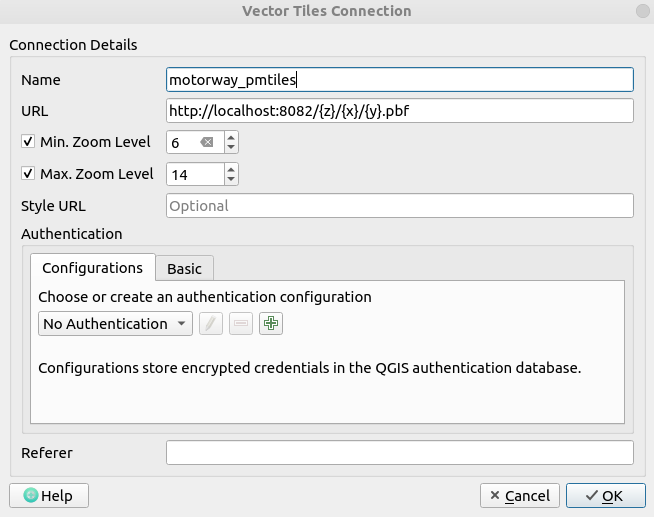 Vector Tiles Connection
Connection Details
Name motorway_pmtiles
URL http://localhost:8082/{z}/{x}/{y}.pbf
Min. Zoom Level 6
Max. Zoom Level 14
Style URL Optional
Authentication
Configurations Basic
Choose or create an authentication configuration
No Authentication
Configurations store encrypted credentials in the QGIS authentication database.
Referer
Help Cancel OK